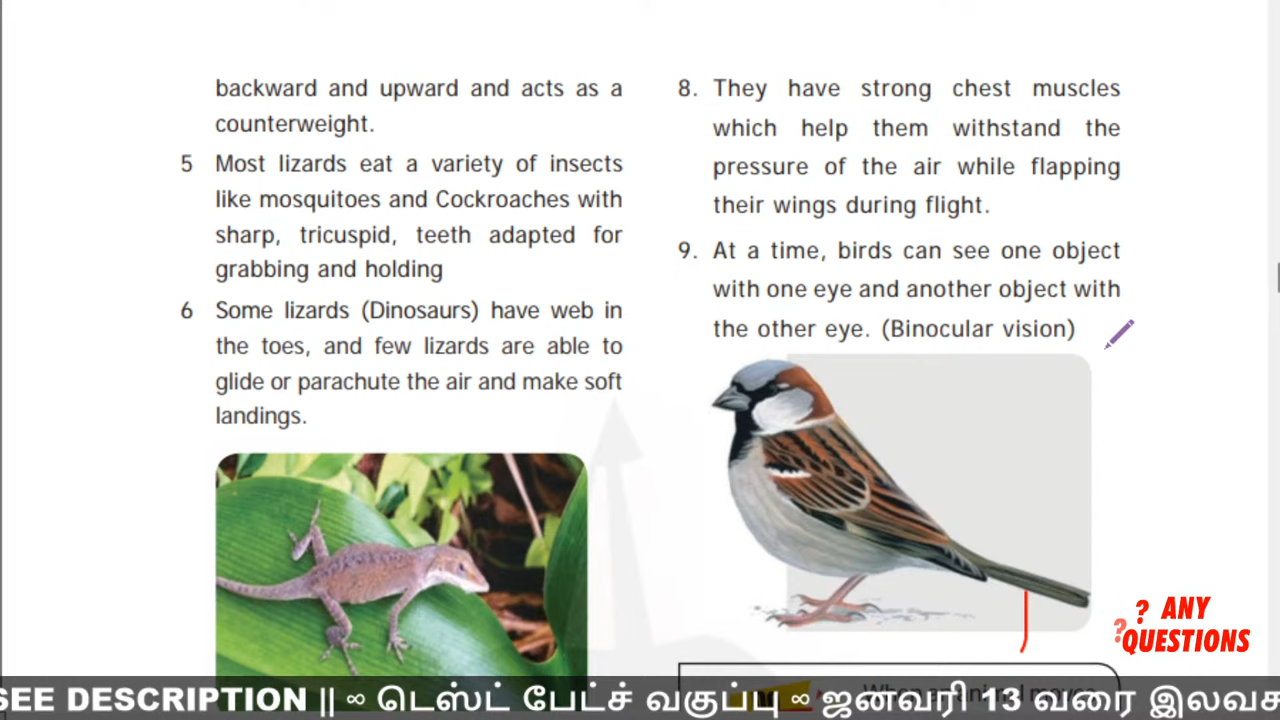 backward and upward and acts as a
counterweight.
5 Most lizards eat a variety of insects
like mosquitoes and Cockroaches with
sharp, tricuspid, teeth adapted for
grabbing and holding
6 Some lizards (Dinosaurs) have web in
the toes, and few lizards are able to
glide or parachute the air and make soft
landings.
8. They have strong chest muscles
which help them withstand the
pressure of the air while flapping
their wings during flight.
9. At a time, birds can see one object
with one eye and another object with
the other eye. (Binocular vision)
? ANY
? QUESTIONS
SEE DESCRIPTION || ∞ டெஸ்ட் பேட்ச் வகுப்பு ∞ ஜனவரி 13 வரை இலவச